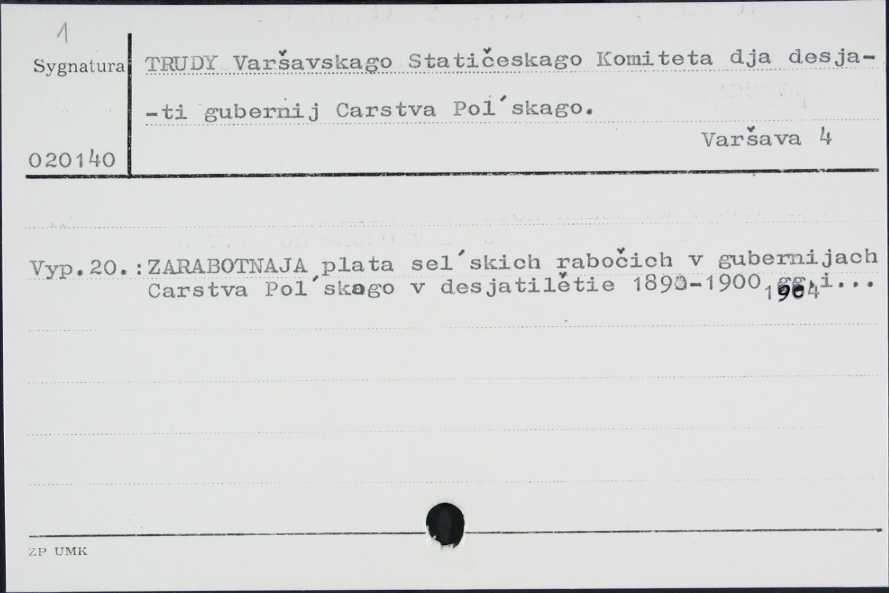 1
Sygnatura
TRUDY Varšavskago Statičeskago Komiteta dja desja-
-ti gubernij Carstva Pol´skago.
Varšava 4
020140
Vyp.20.:ZARABOTNAJA plata sel´skich rabočich v gubernijach
Carstva Pol´skago v desjatilětie 1890-1900 gg.i...
1904
ZP UMK